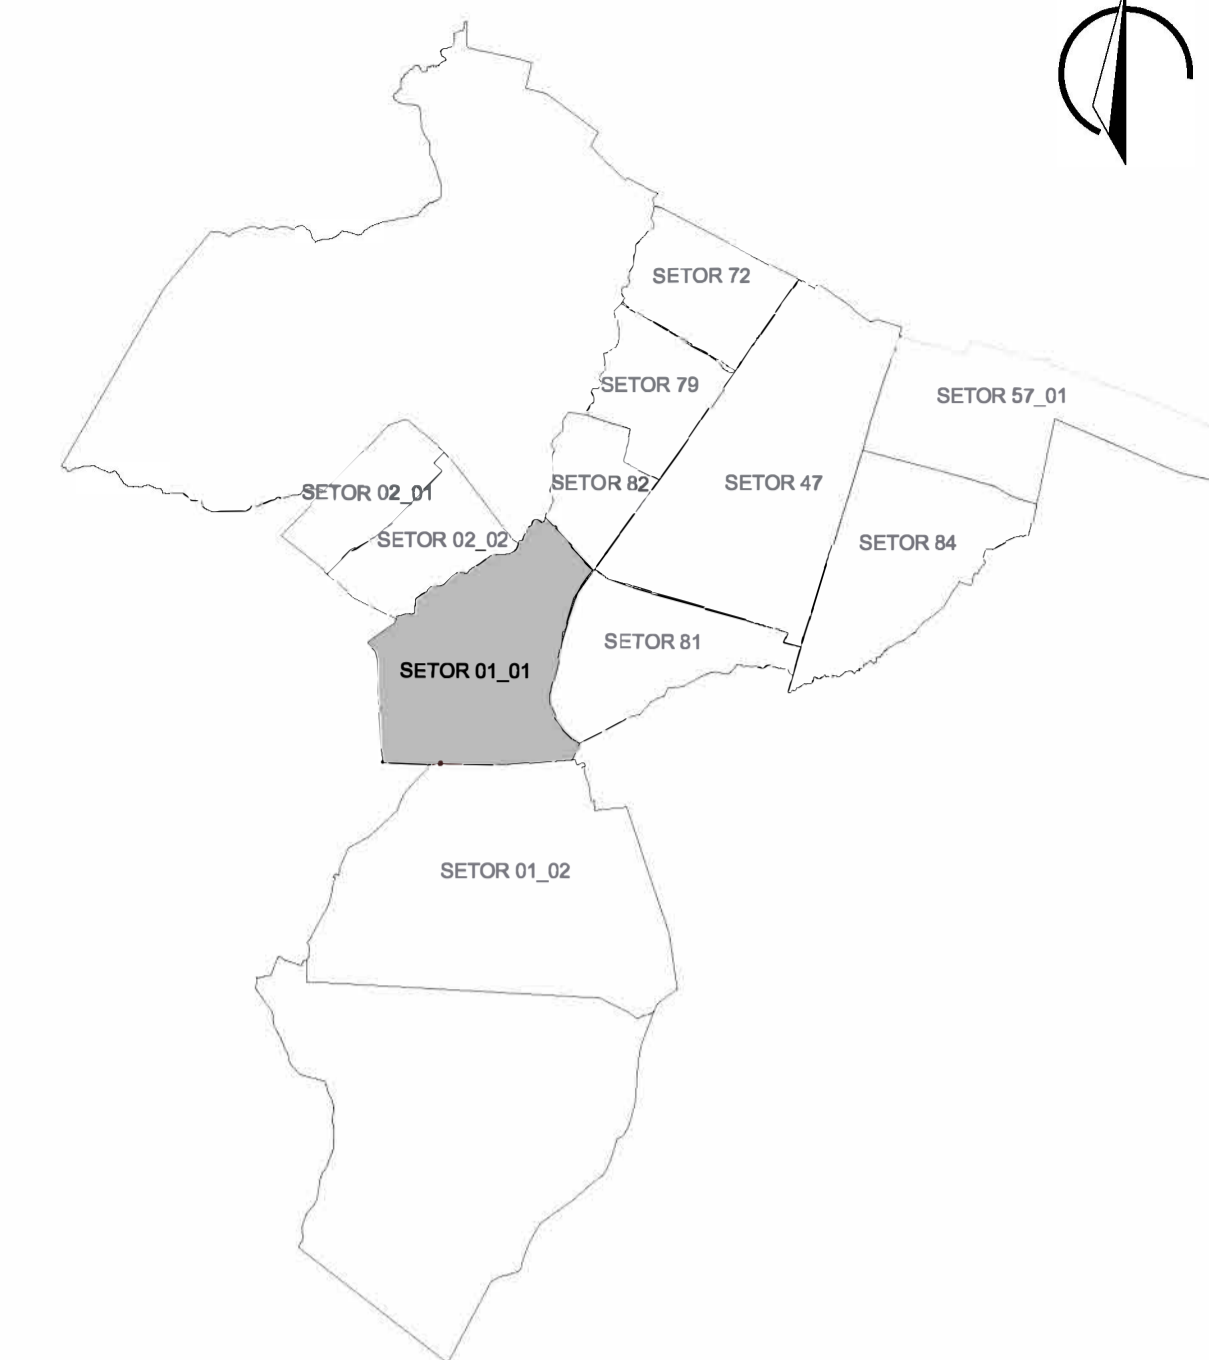 SETOR 72
SETOR 79
SETOR 57_01
SETOR 82
SETOR 47
SETOR 02_01
SETOR 02_02
SETOR 84
SETOR 81
SETOR 01_01
SETOR 01_02